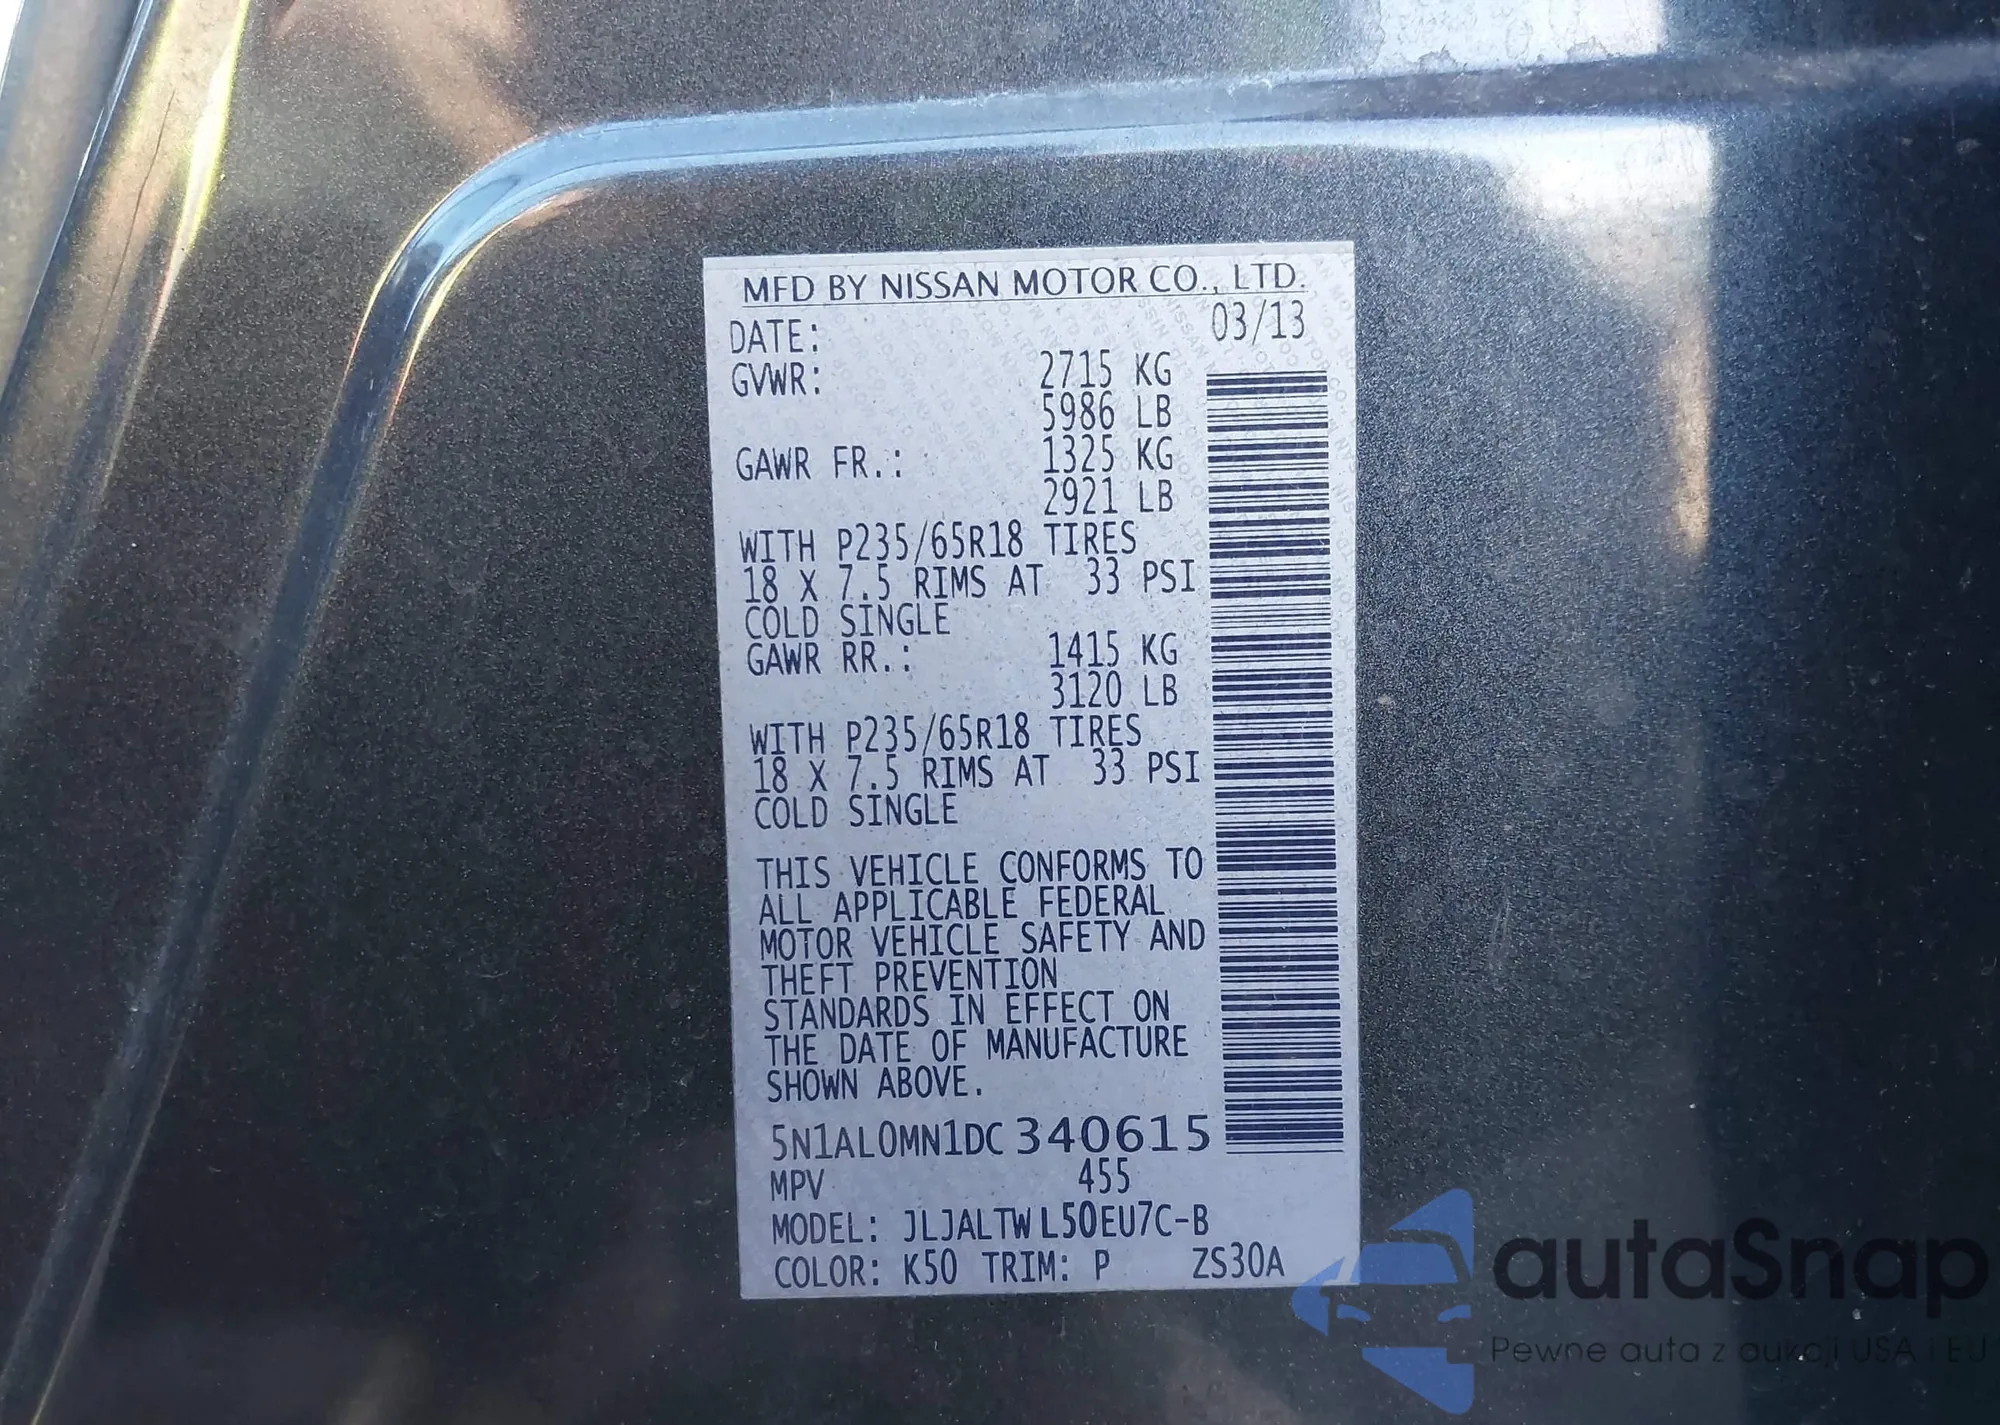 MFD BY NISSAN MOTOR CO., LTD.
DATE: 03/13
GVWR: 2715 KG
5986 LB
GAWR FR.: 1325 KG
2921 LB
WITH P235/65R18 TIRES
18 X 7.5 RIMS AT 33 PSI
COLD SINGLE
GAWR RR.: 1415 KG
3120 LB
WITH P235/65R18 TIRES
18 X 7.5 RIMS AT 33 PSI
COLD SINGLE
THIS VEHICLE CONFORMS TO
ALL APPLICABLE FEDERAL
MOTOR VEHICLE SAFETY AND
THEFT PREVENTION
STANDARDS IN EFFECT ON
THE DATE OF MANUFACTURE
SHOWN ABOVE.
5N1AL0MN1DC340615
MPV 455
MODEL: JLJALTWL50EU7C-B
COLOR: K50 TRIM: P ZS30A
autaSnap
Pewne auta z aukcji USA i EU